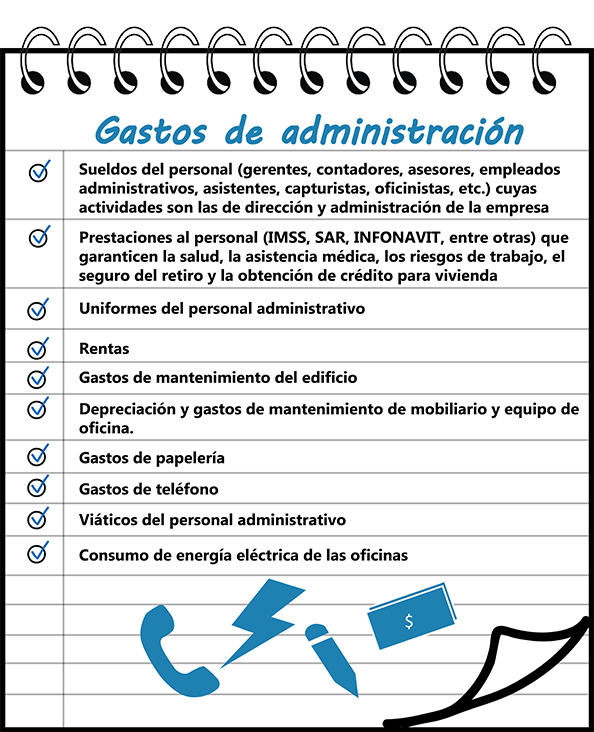 Gastos de administración
Sueldos del personal (gerentes, contadores, asesores, empleados
administrativos, asistentes, capturistas, oficinistas, etc.) cuyas
actividades son las de dirección y administración de la empresa
Prestaciones al personal (IMSS, SAR, INFONAVIT, entre otras) que
garanticen la salud, la asistencia médica, los riesgos de trabajo, el
seguro del retiro y la obtención de crédito para vivienda
Uniformes del personal administrativo
Rentas
Gastos de mantenimiento del edificio
Depreciación y gastos de mantenimiento de mobiliario y equipo de
oficina.
Gastos de papelería
Gastos de teléfono
Viáticos del personal administrativo
Consumo de energía eléctrica de las oficinas
$